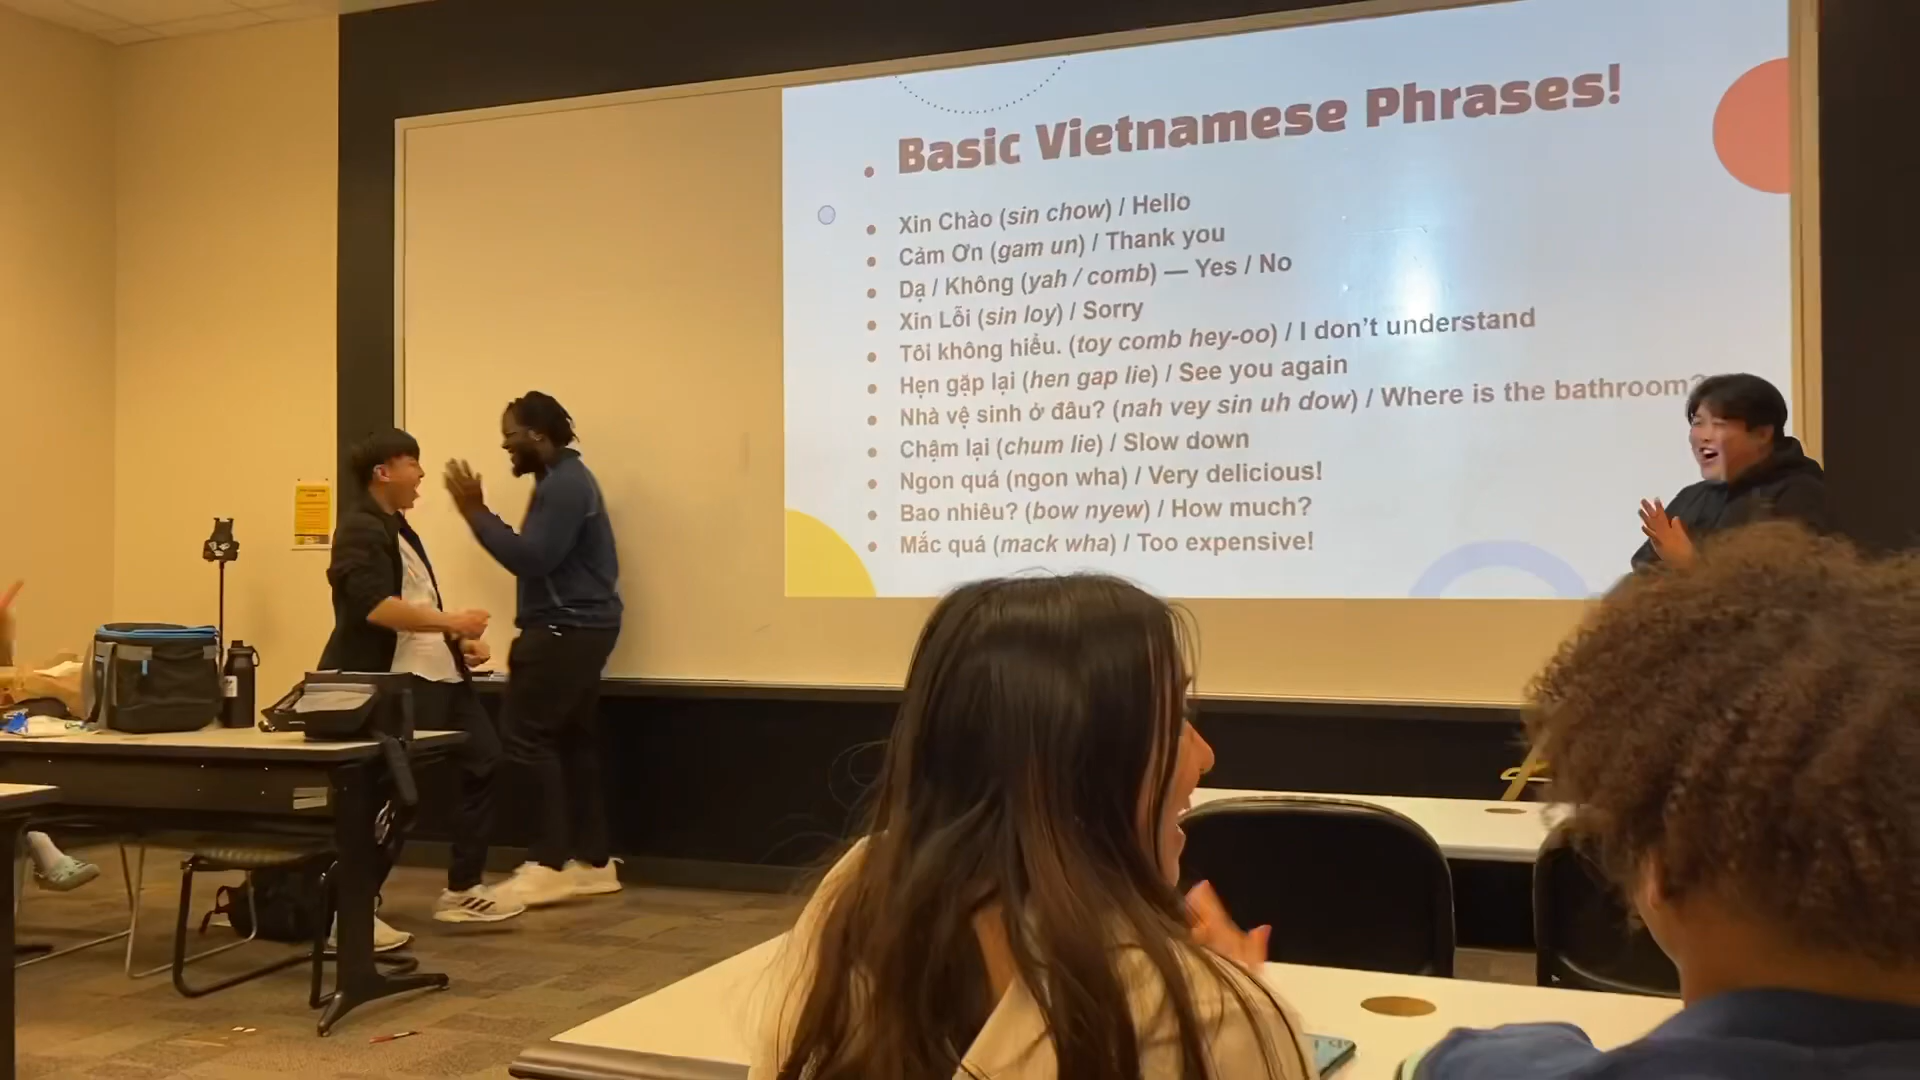 Basic Vietnamese Phrases!
Xin Chào (sin chow) / Hello
Cảm Ơn (gam un) / Thank you
Dạ / Không (yah / comb) — Yes / No
Xin Lỗi (sin loy) / Sorry
Tôi không hiểu. (toy comb hey-oo) / I don’t understand
Hẹn gặp lại (hen gap lie) / See you again
Nhà vệ sinh ở đâu? (nah vey sin uh dow) / Where is the bathroom?
Chậm lại (chum lie) / Slow down
Ngon quá (ngon wha) / Very delicious!
Bao nhiêu? (bow nyew) / How much?
Mắc quá (mack wha) / Too expensive!